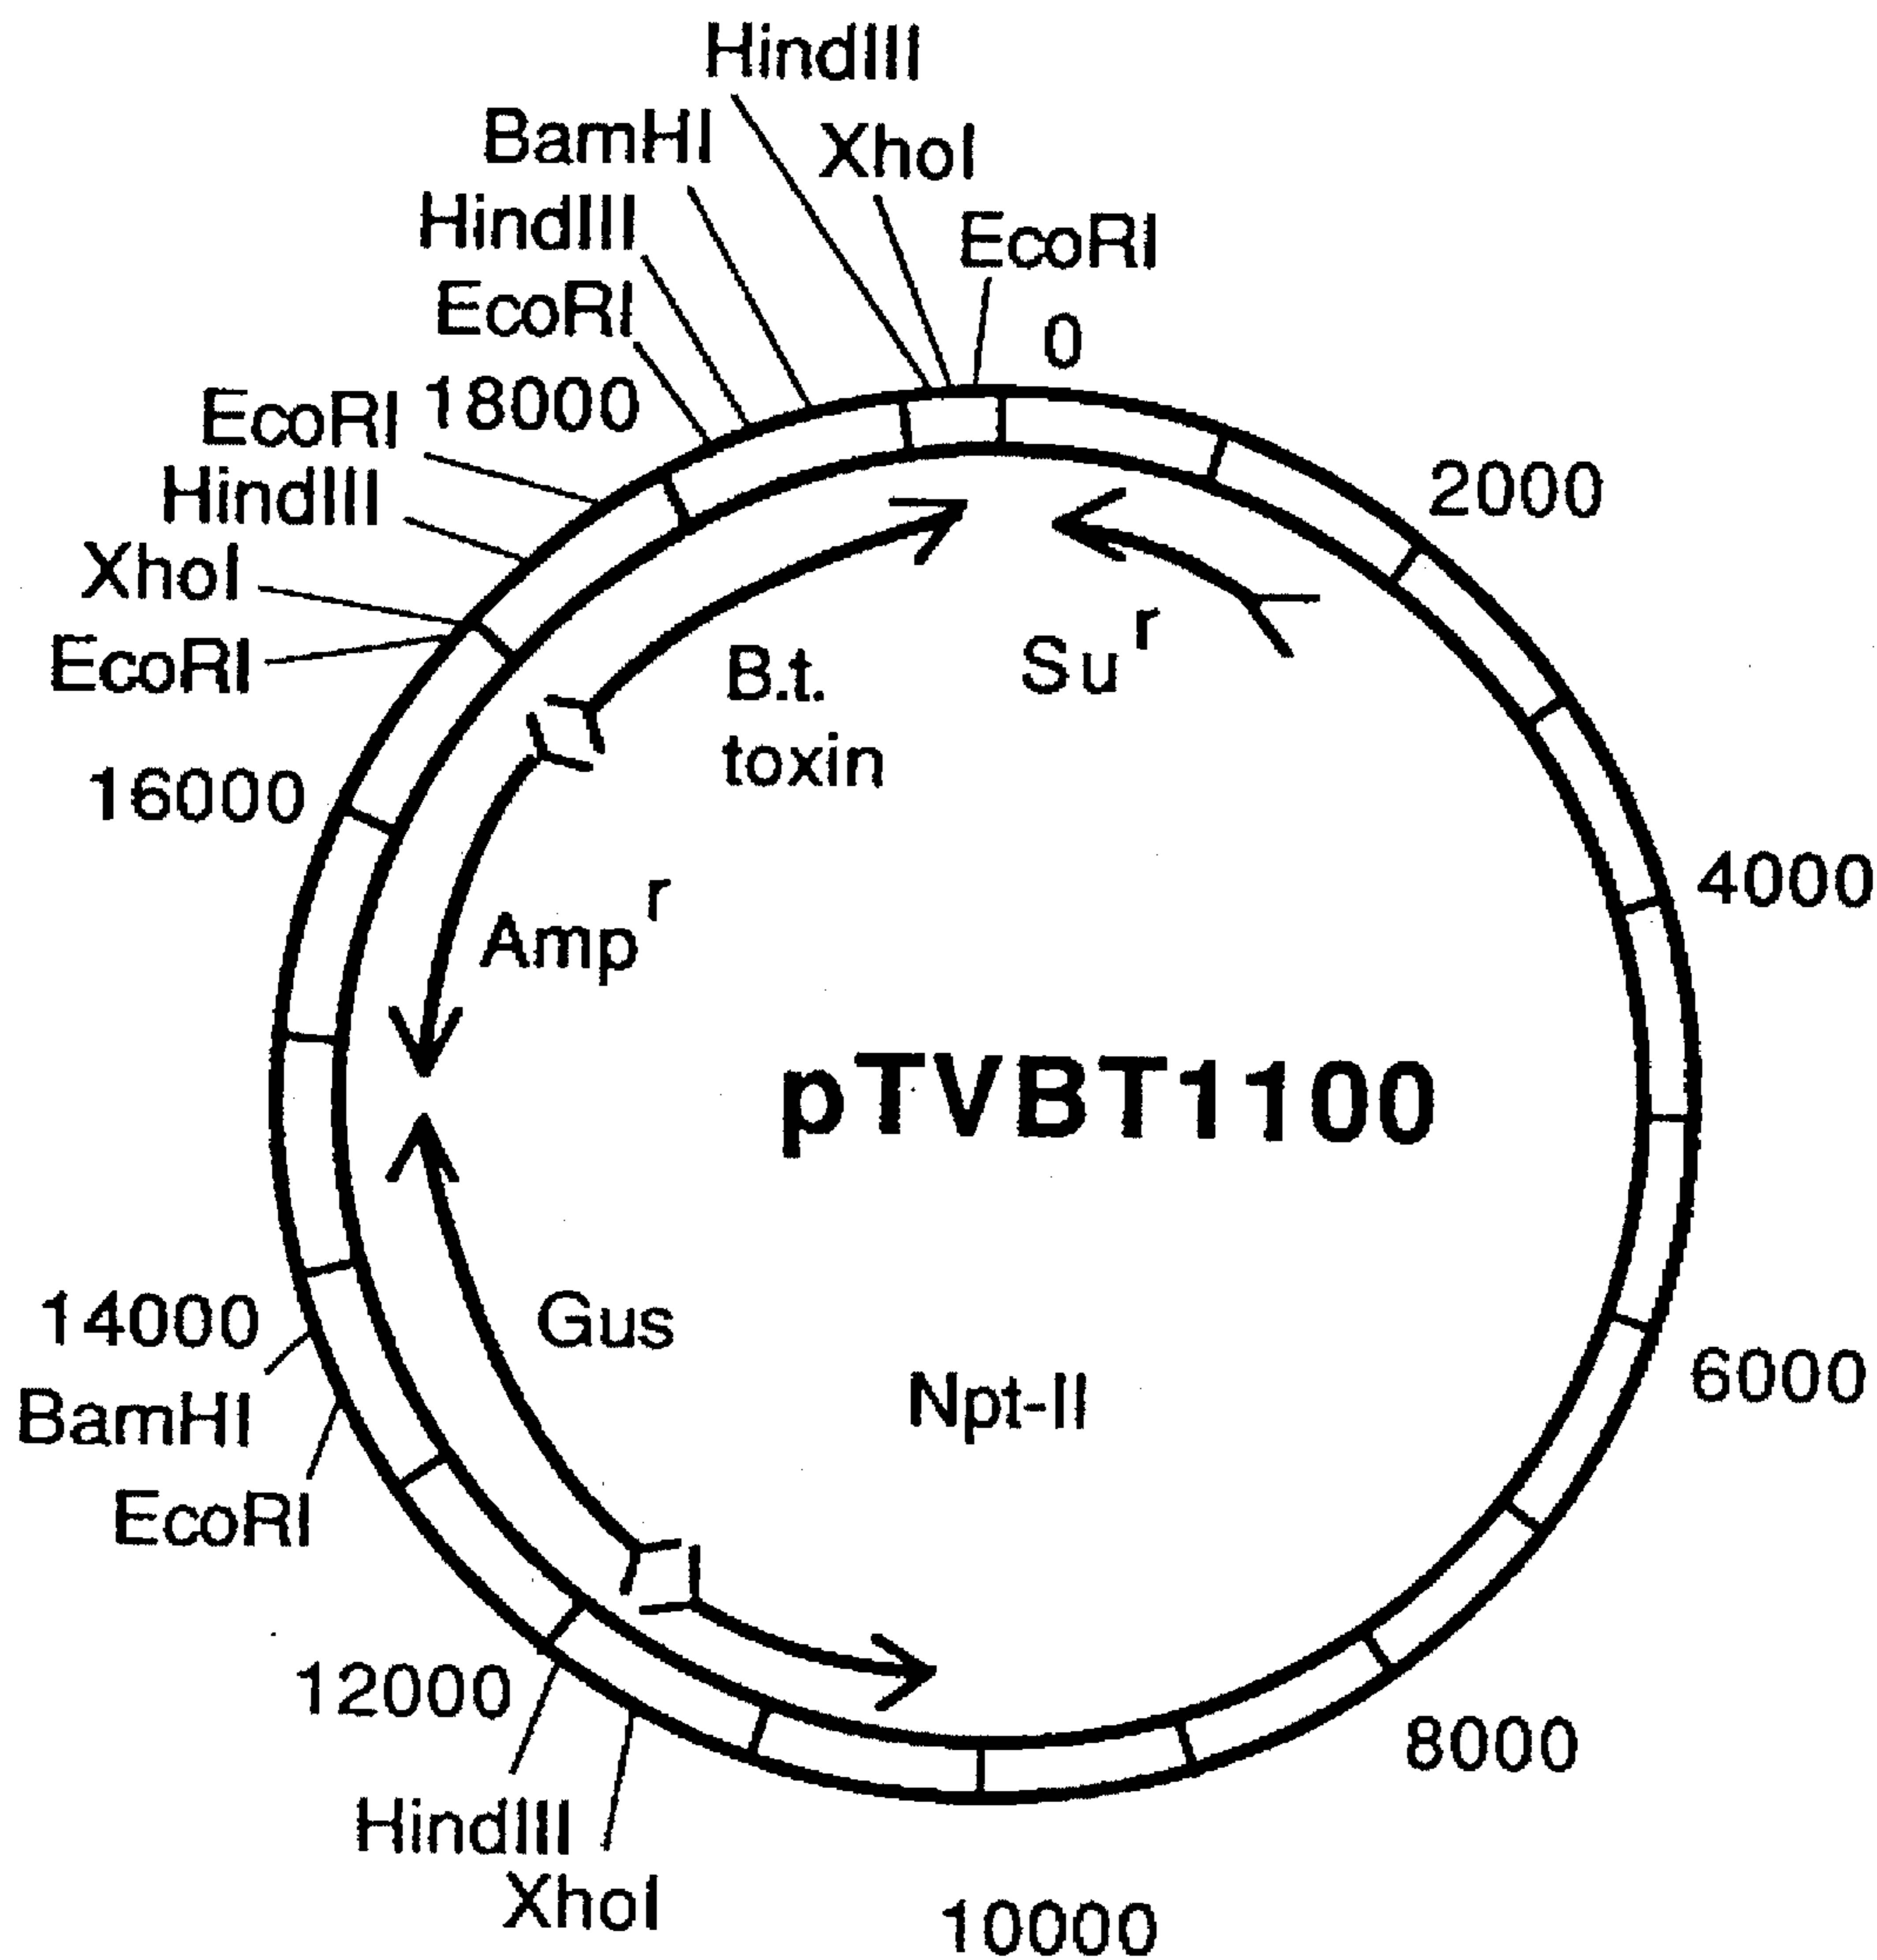 HindIII
BamHI
XhoI
HindIII
EcoRI
EcoRI
0
EcoRI
18000
2000
HindIII
XhoI
EcoRI
B.t.
toxin
Su r
16000
4000
Amp r
pTVBT1100
14000
Gus
6000
BamHI
Npt-II
EcoRI
12000
8000
HindIII
XhoI
10000